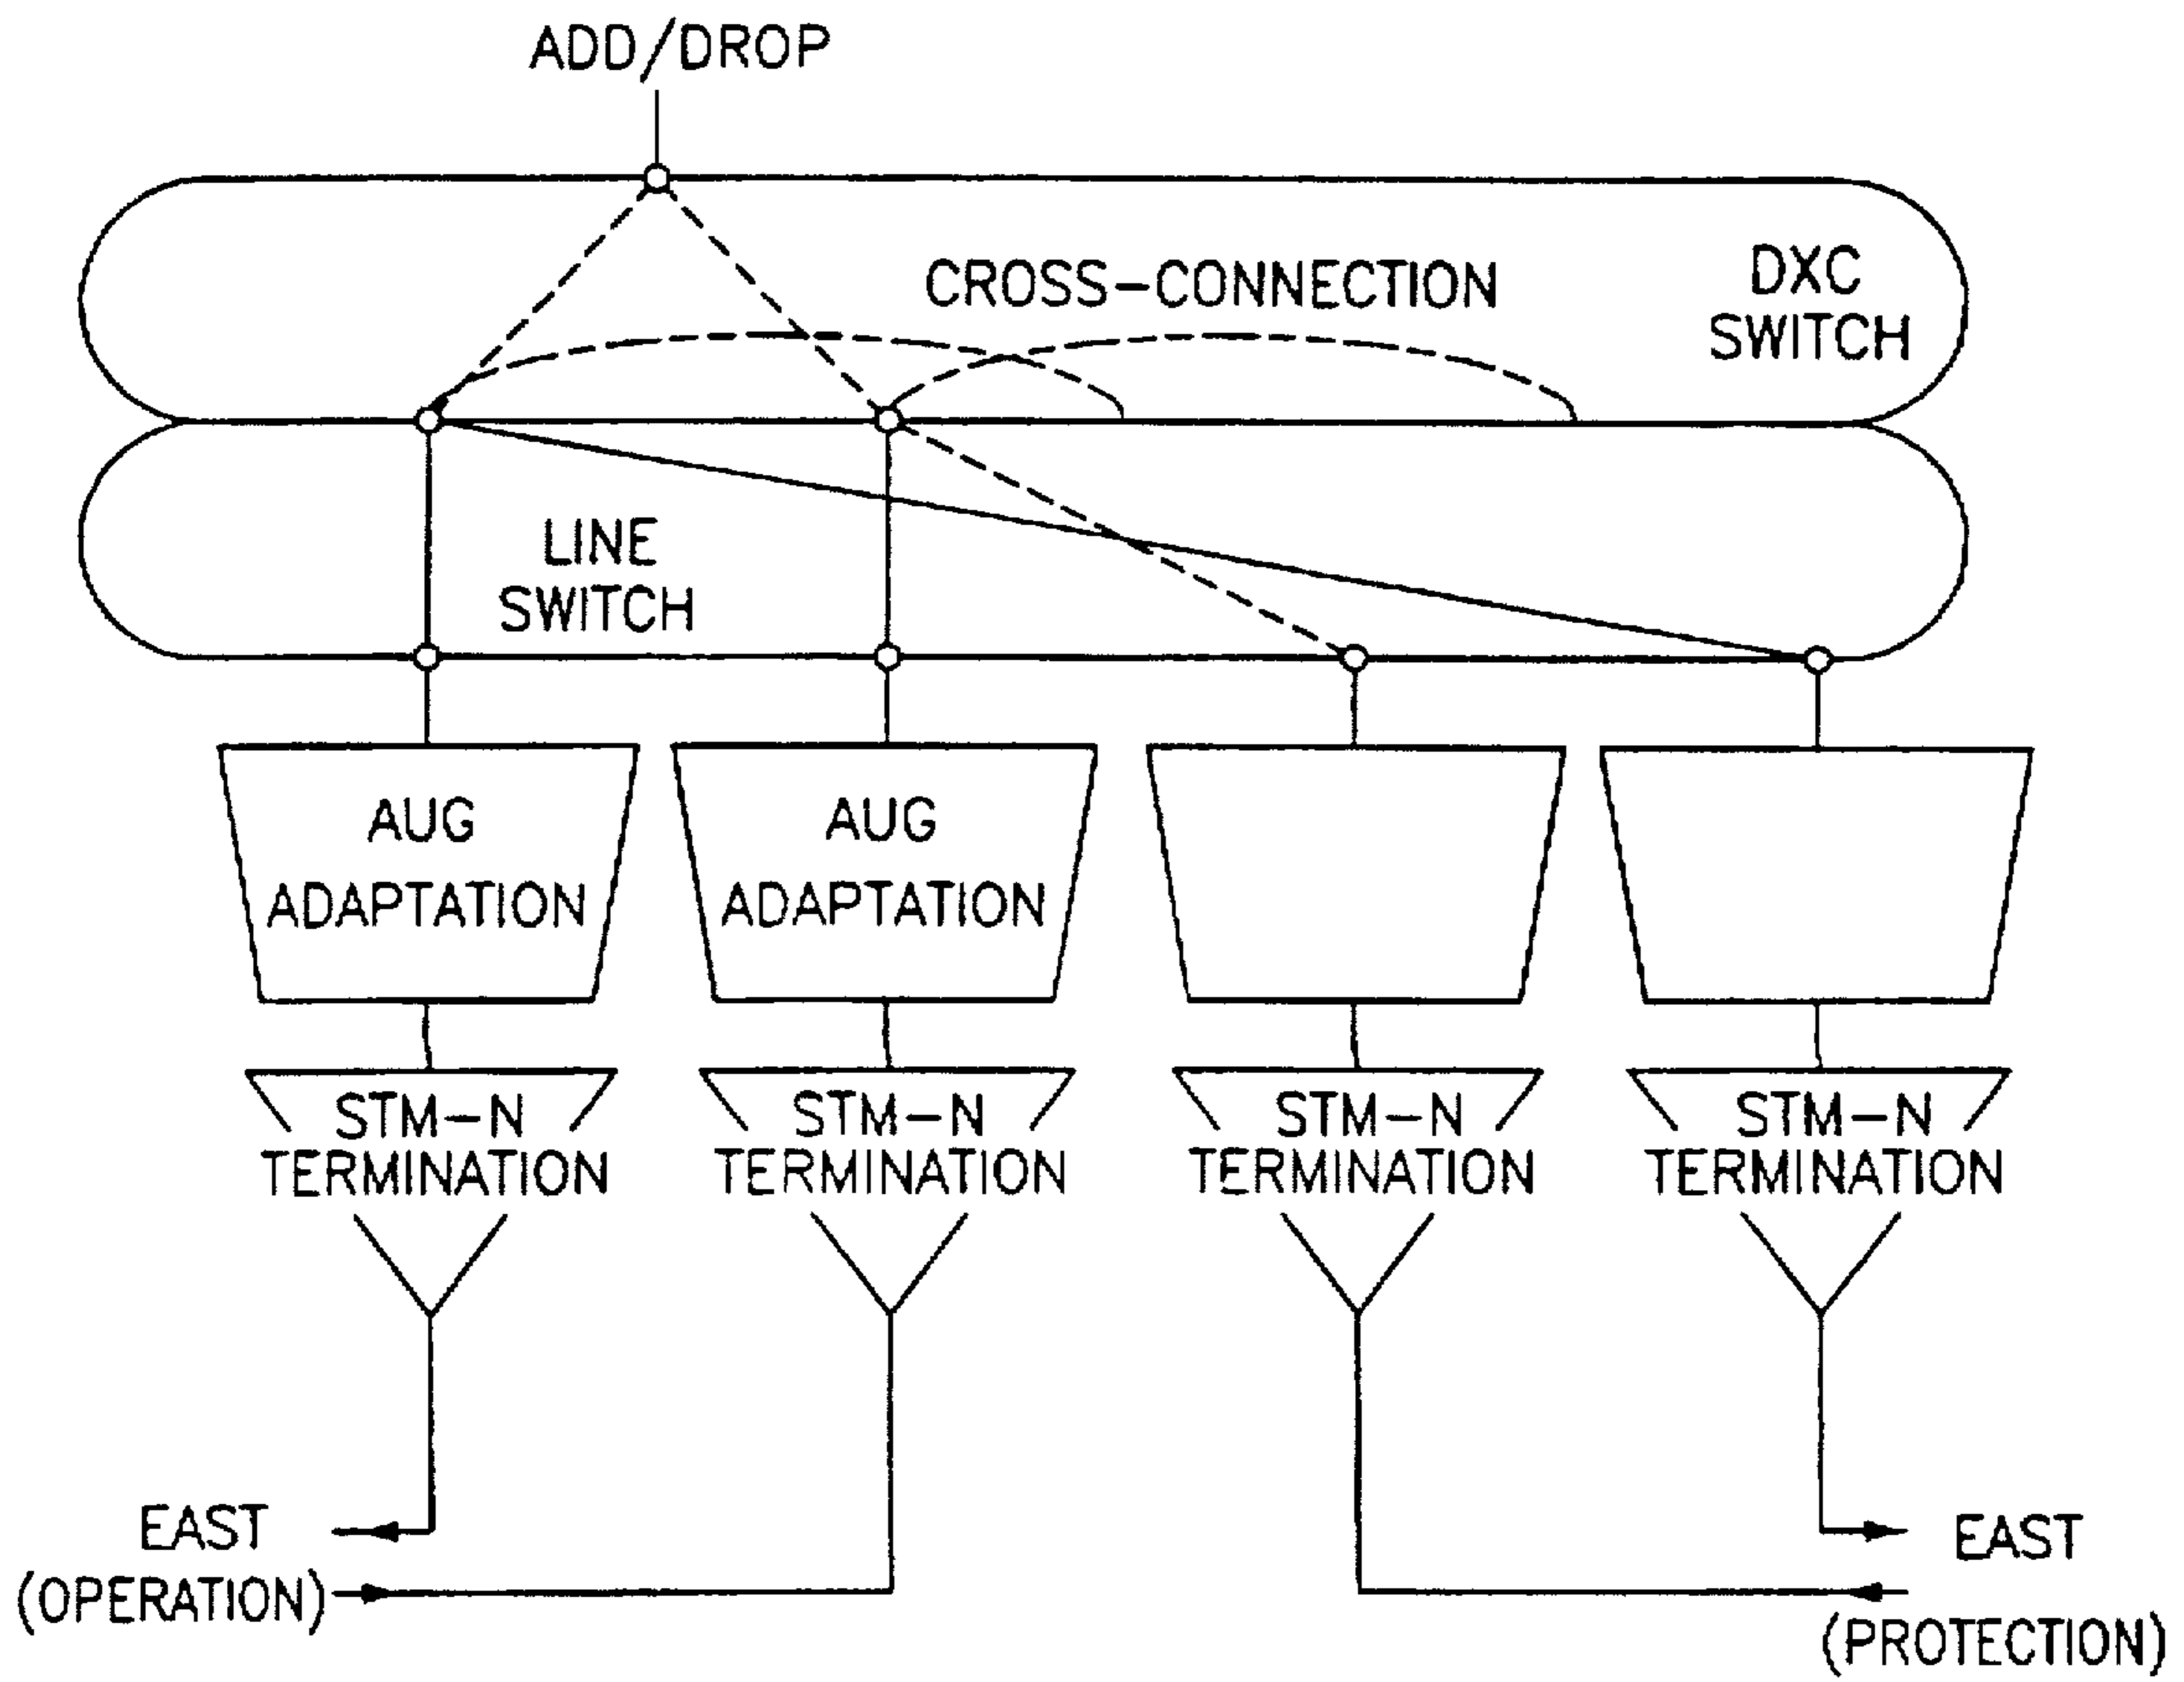 ADD/DROP
CROSS-CONNECTION
DXC
SWITCH
LINE
SWITCH
AUG
ADAPTATION
AUG
ADAPTATION
STM-N
TERMINATION
STM-N
TERMINATION
STM-N
TERMINATION
STM-N
TERMINATION
EAST
(OPERATION)
EAST
(PROTECTION)